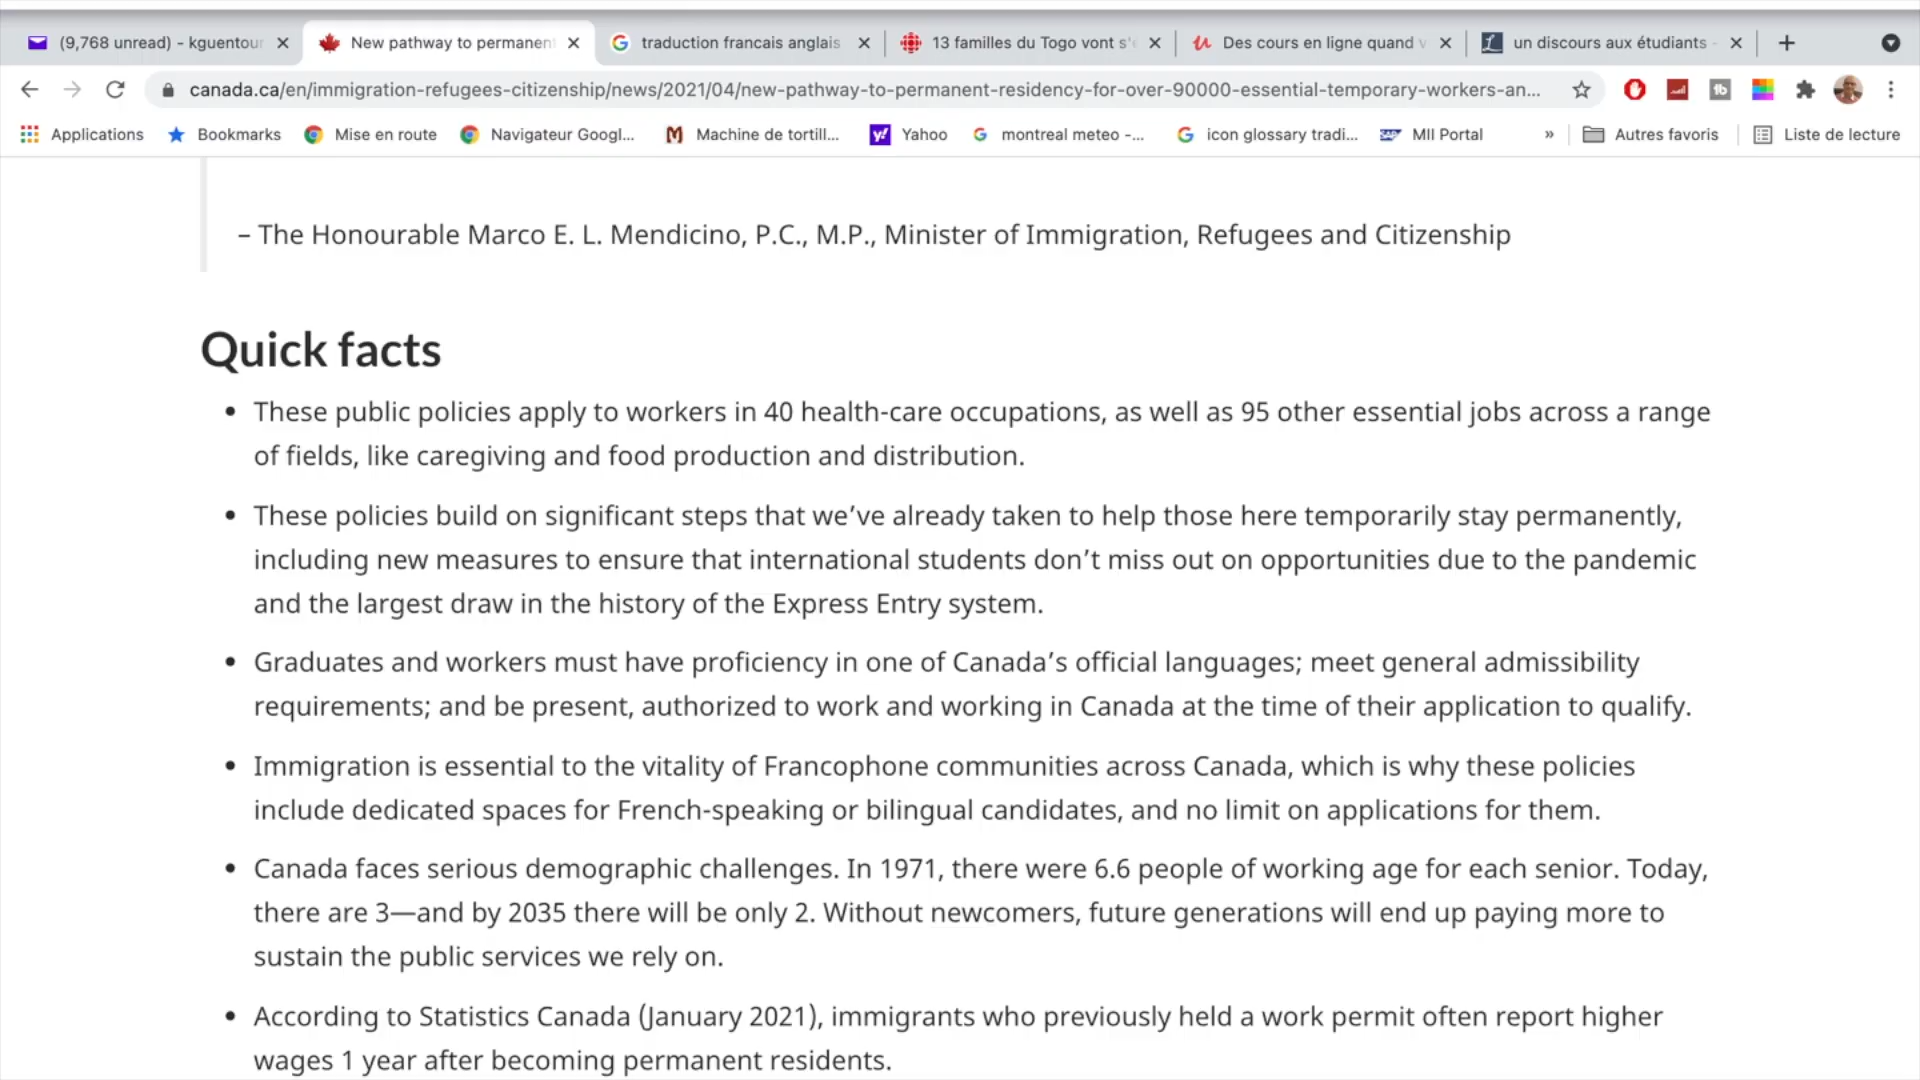 (9,768 unread) - kguentour
New pathway to permanent
traduction francais anglais
13 familles du Togo vont s'é
Des cours en ligne quand v
un discours aux étudiants -
canada.ca/en/immigration-refugees-citizenship/news/2021/04/new-pathway-to-permanent-residency-for-over-90000-essential-temporary-workers-an...
Applications
Bookmarks
Mise en route
Navigateur Googl...
Machine de tortill...
Yahoo
montreal meteo -...
icon glossary tradi...
SAP
MII Portal
»
Autres favoris
Liste de lecture
– The Honourable Marco E. L. Mendicino, P.C., M.P., Minister of Immigration, Refugees and Citizenship
Quick facts
• These public policies apply to workers in 40 health-care occupations, as well as 95 other essential jobs across a range
of fields, like caregiving and food production and distribution.
• These policies build on significant steps that we've already taken to help those here temporarily stay permanently,
including new measures to ensure that international students don't miss out on opportunities due to the pandemic
and the largest draw in the history of the Express Entry system.
• Graduates and workers must have proficiency in one of Canada's official languages; meet general admissibility
requirements; and be present, authorized to work and working in Canada at the time of their application to qualify.
• Immigration is essential to the vitality of Francophone communities across Canada, which is why these policies
include dedicated spaces for French-speaking or bilingual candidates, and no limit on applications for them.
• Canada faces serious demographic challenges. In 1971, there were 6.6 people of working age for each senior. Today,
there are 3—and by 2035 there will be only 2. Without newcomers, future generations will end up paying more to
sustain the public services we rely on.
• According to Statistics Canada (January 2021), immigrants who previously held a work permit often report higher
wages 1 year after becoming permanent residents.